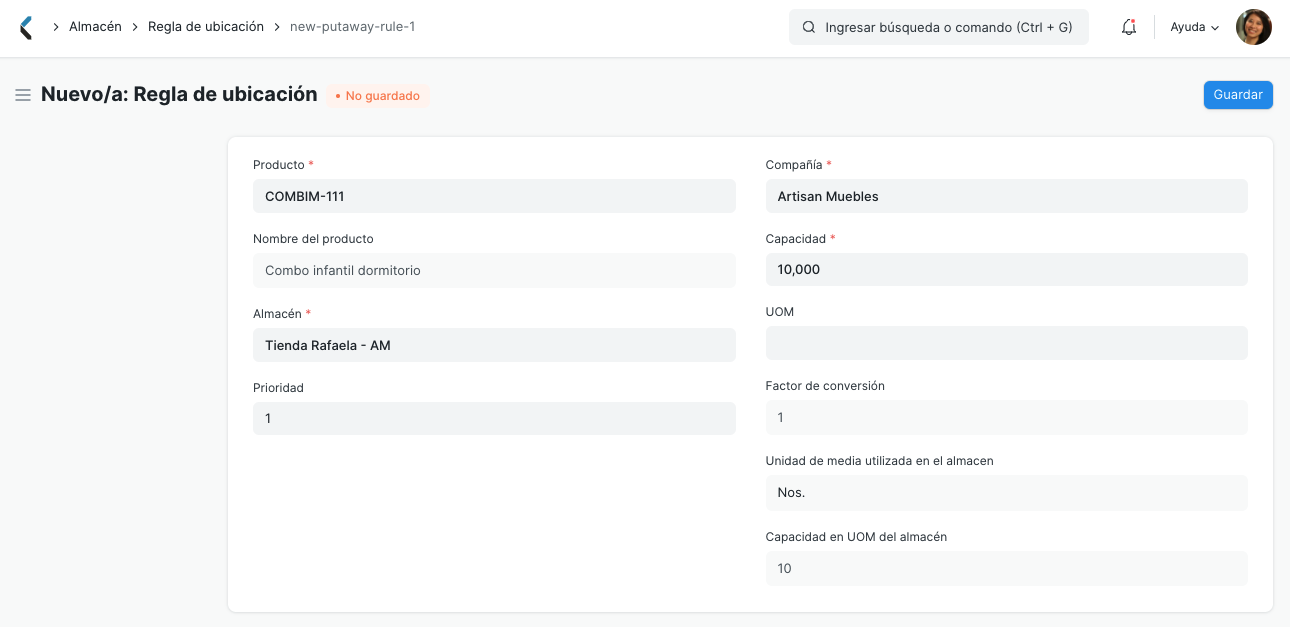 Almacén
Regla de ubicación
new-putaway-rule-1
Ingresar búsqueda o comando (Ctrl + G)
Ayuda
Nuevo/a: Regla de ubicación
• No guardado
Guardar
Producto *
COMBIM-111
Nombre del producto
Combo infantil dormitorio
Almacén *
Tienda Rafaela - AM
Prioridad
1
Compañía *
Artisan Muebles
Capacidad *
10,000
UOM
Factor de conversión
1
Unidad de media utilizada en el almacen
Nos.
Capacidad en UOM del almacén
10